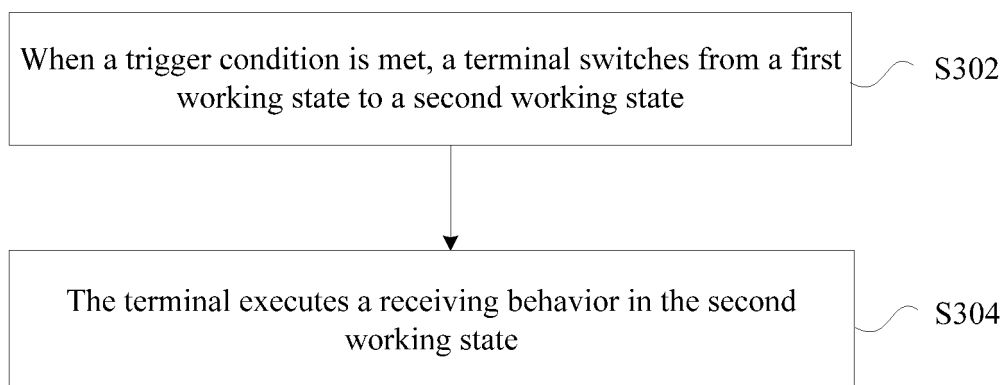 When a trigger condition is met, a terminal switches from a first
working state to a second working state
S302
The terminal executes a receiving behavior in the second
working state
S304